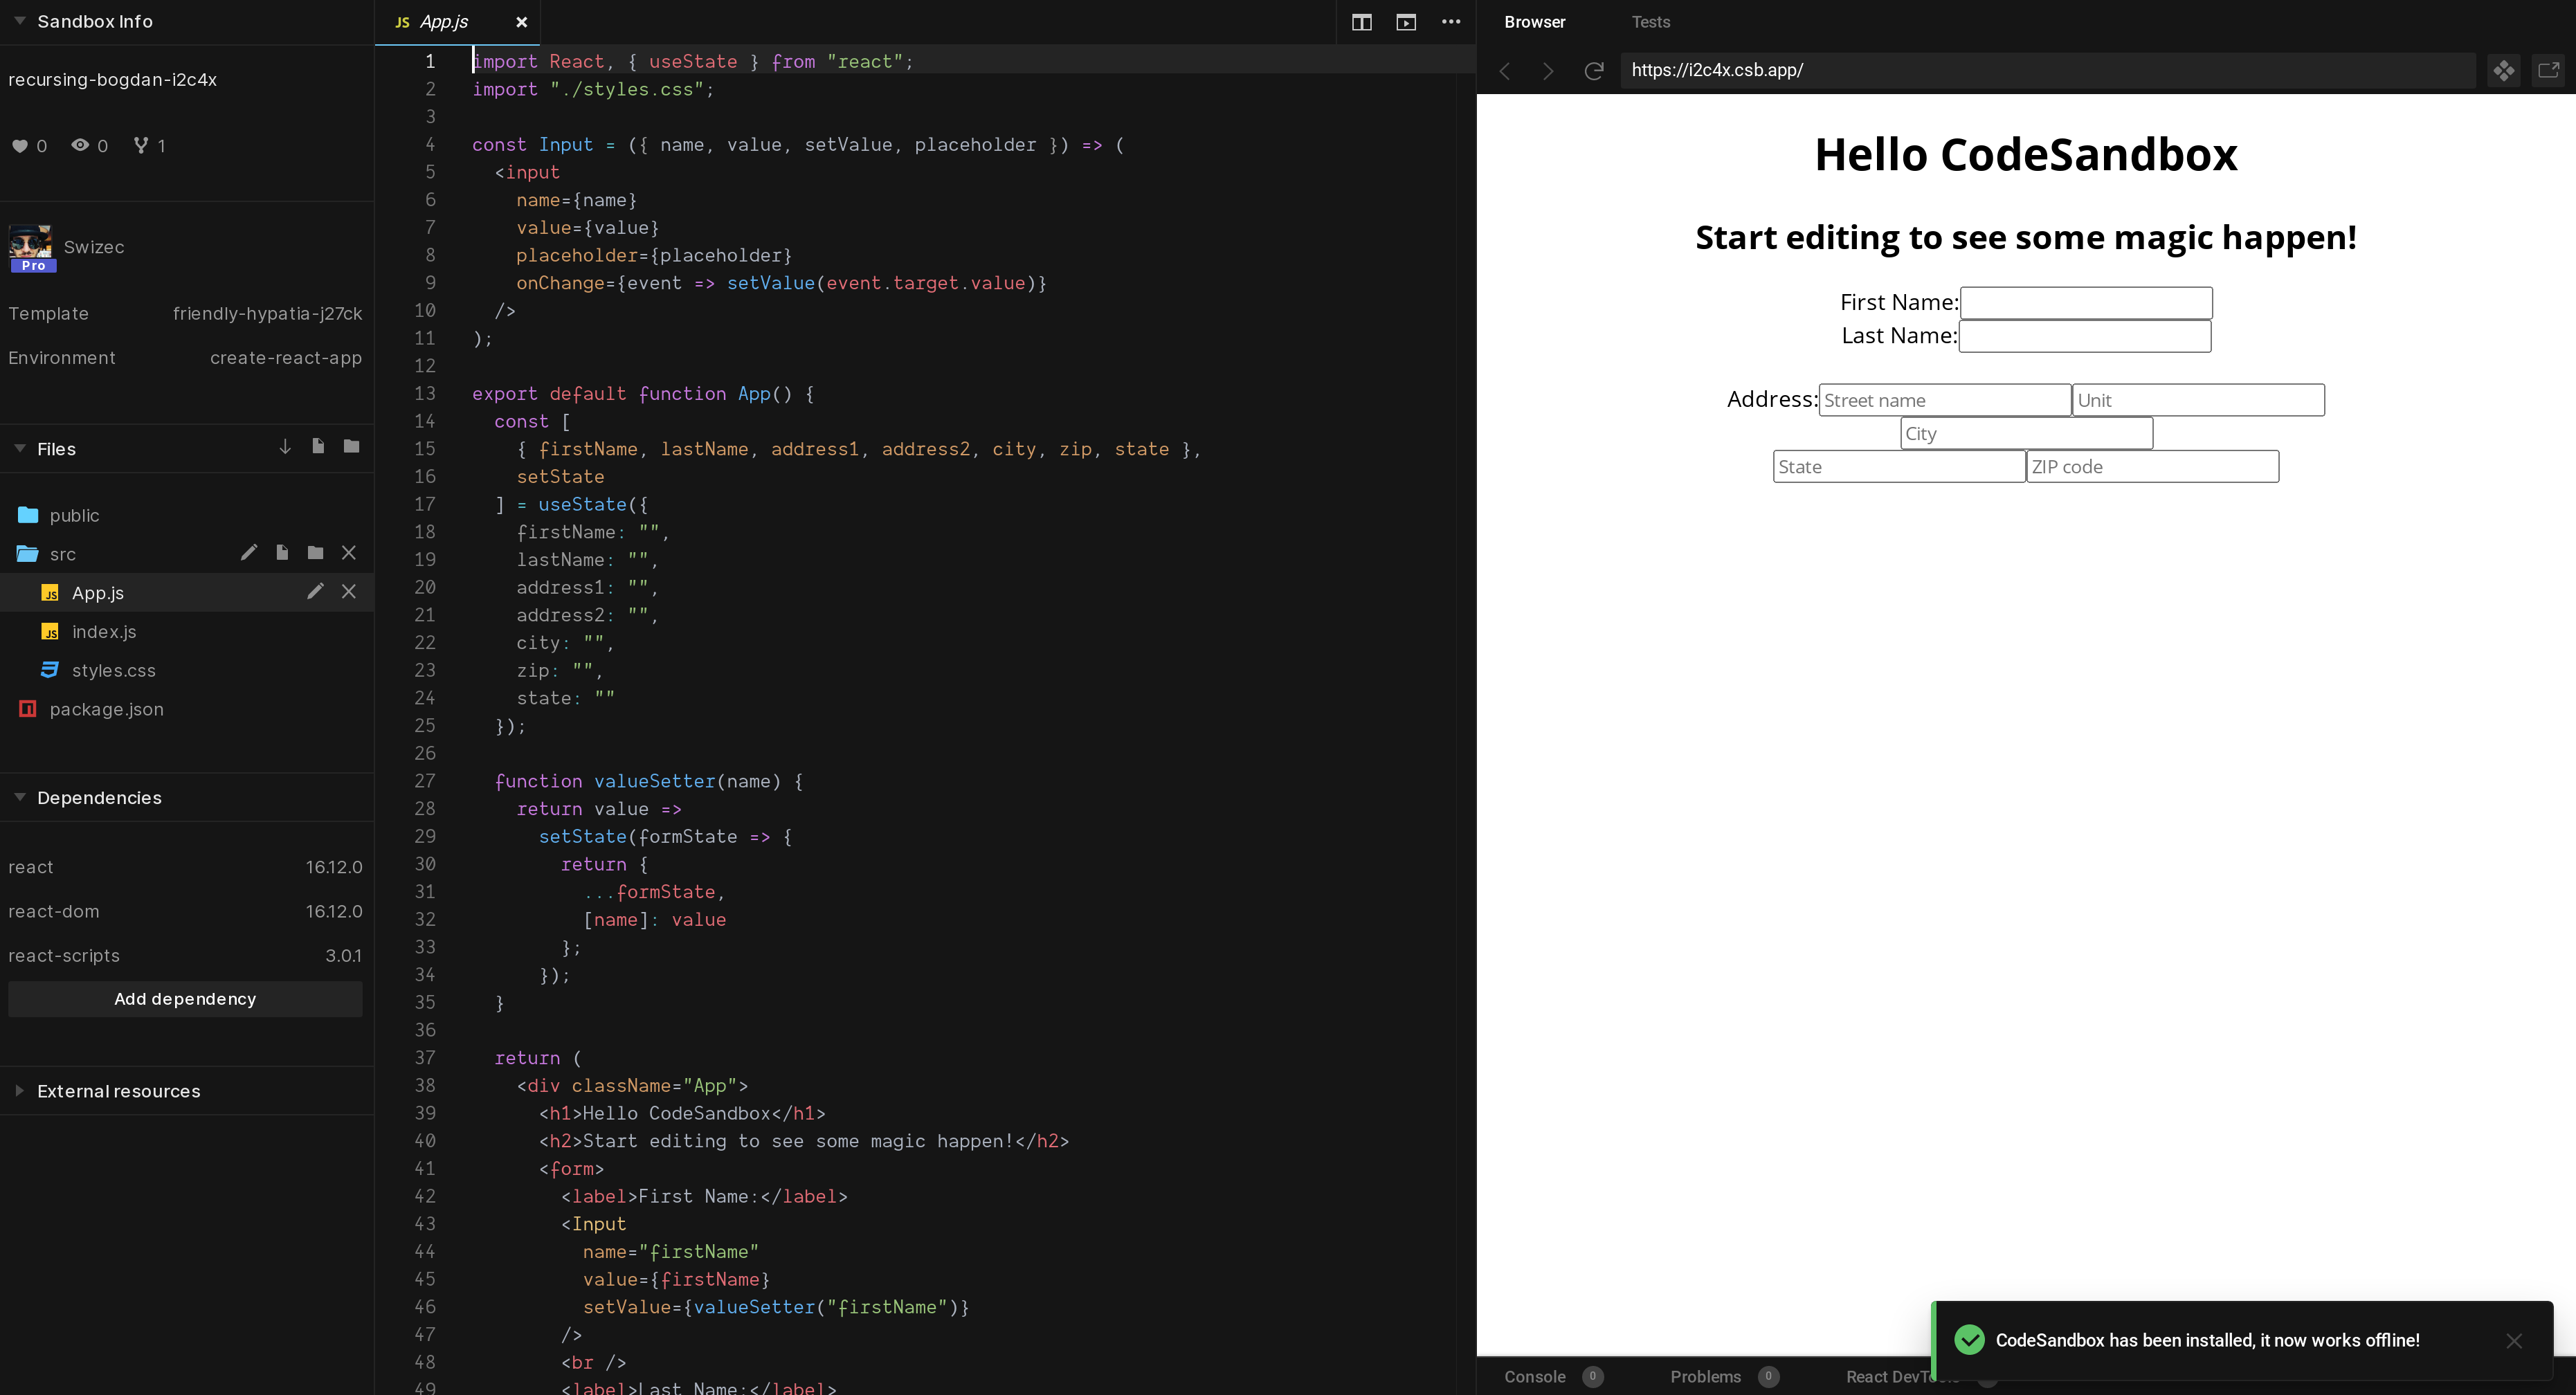 Sandbox Info
recursing-bogdan-i2c4x
0 0 1
Swizec
Pro
Template friendly-hypatia-j27ck
Environment create-react-app
Files
public
src
JS App.js
JS index.js
styles.css
package.json
Dependencies
react 16.12.0
react-dom 16.12.0
react-scripts 3.0.1
Add dependency
External resources
JS App.js
1 import React, { useState } from "react";
2 import "./styles.css";
3
4 const Input = ({ name, value, setValue, placeholder }) => (
5 <input
6 name={name}
7 value={value}
8 placeholder={placeholder}
9 onChange={event => setValue(event.target.value)}
10 />
11 );
12
13 export default function App() {
14 const [
15 { firstName, lastName, address1, address2, city, zip, state },
16 setState
17 ] = useState({
18 firstName: "",
19 lastName: "",
20 address1: "",
21 address2: "",
22 city: "",
23 zip: "",
24 state: ""
25 });
26
27 function valueSetter(name) {
28 return value =>
29 setState(formState => {
30 return {
31 ...formState,
32 [name]: value
33 };
34 });
35 }
36
37 return (
38 <div className="App">
39 <h1>Hello CodeSandbox</h1>
40 <h2>Start editing to see some magic happen!</h2>
41 <form>
42 <label>First Name:</label>
43 <Input
44 name="firstName"
45 value={firstName}
46 setValue={valueSetter("firstName")}
47 />
48 <br />
49 <label>Last Name:</label>
Browser Tests
https://i2c4x.csb.app/
Hello CodeSandbox
Start editing to see some magic happen!
First Name:
Last Name:
Address: Street name Unit
City
State ZIP code
CodeSandbox has been installed, it now works offline!
Console 0 Problems 0 React